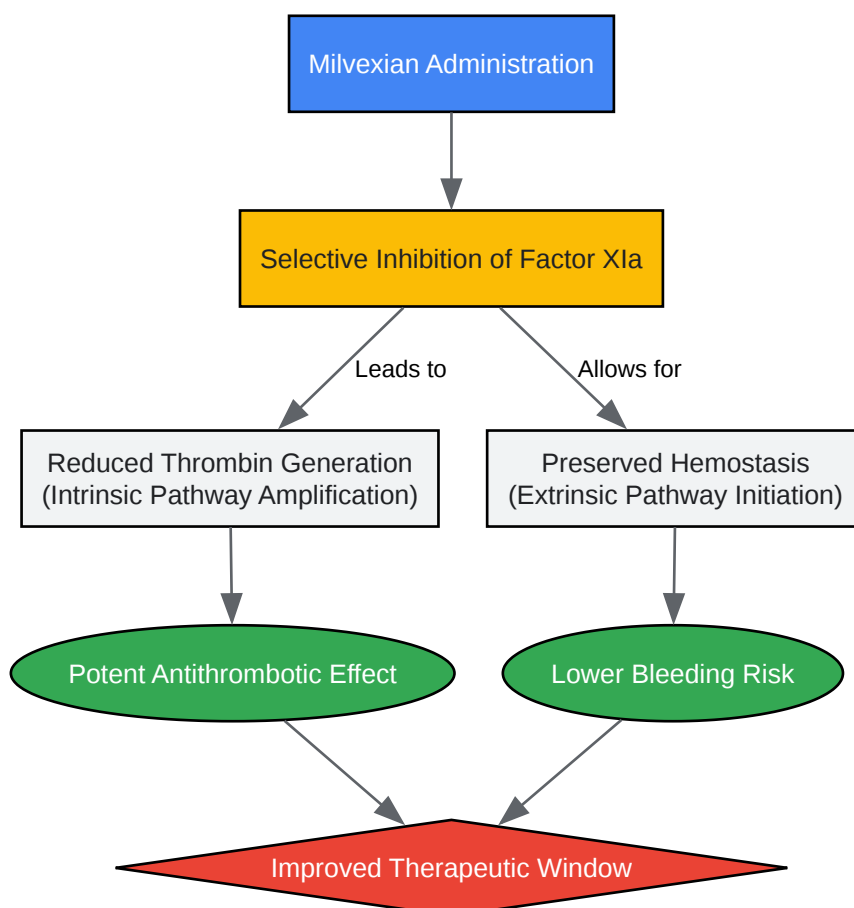 Milvexian Administration
Selective Inhibition of Factor XIa
Leads to
Allows for
Reduced Thrombin Generation
(Intrinsic Pathway Amplification)
Preserved Hemostasis
(Extrinsic Pathway Initiation)
Potent Antithrombotic Effect
Lower Bleeding Risk
Improved Therapeutic Window